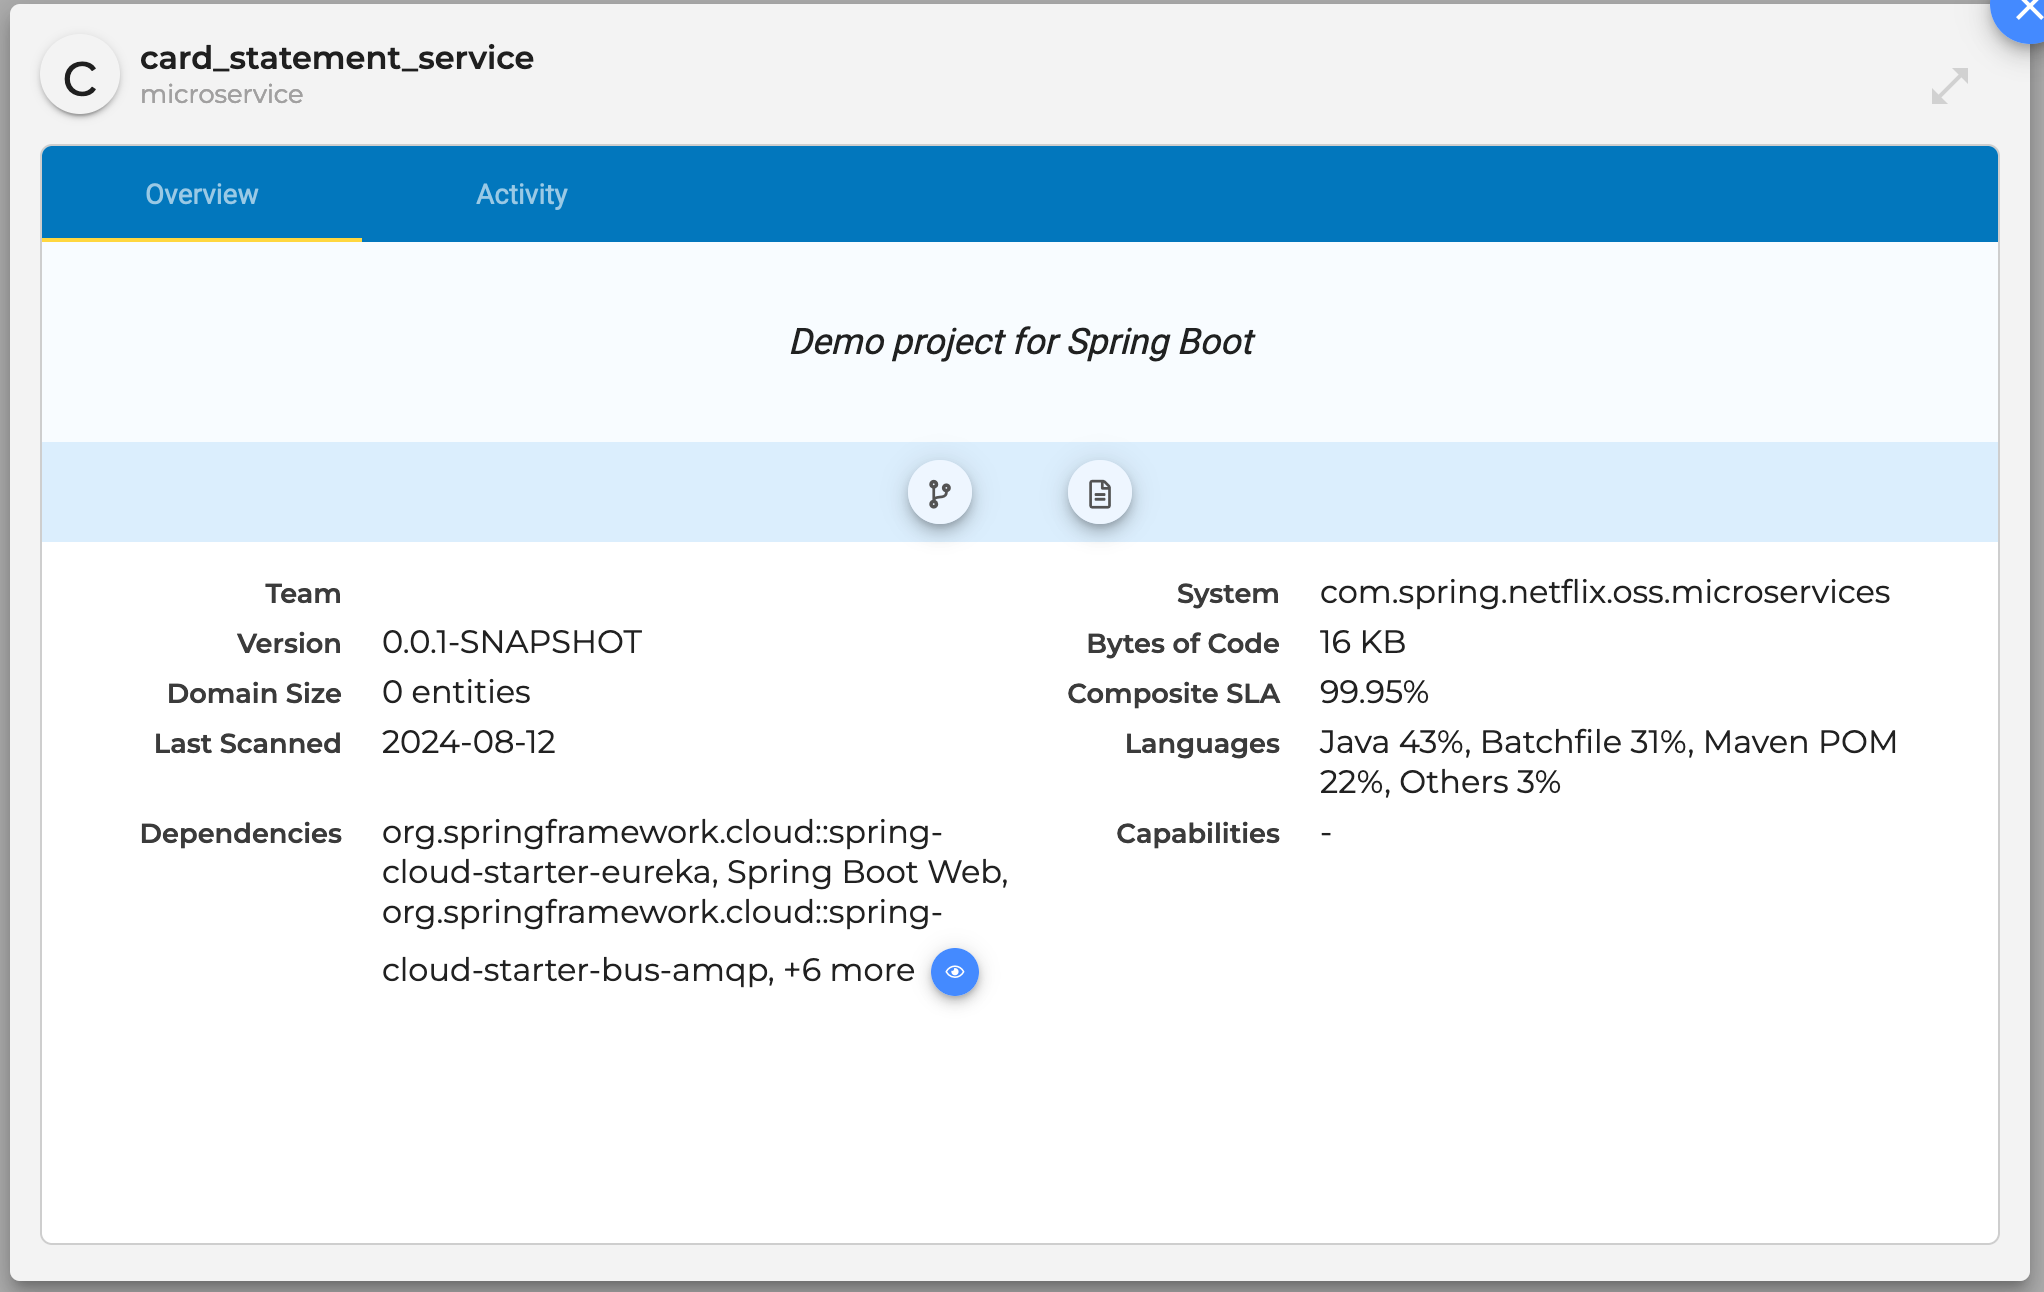 C
card_statement_service
microservice
Overview
Activity
Demo project for Spring Boot
Team
Version 0.0.1-SNAPSHOT
Domain Size 0 entities
Last Scanned 2024-08-12
Dependencies org.springframework.cloud::spring-
cloud-starter-eureka, Spring Boot Web,
org.springframework.cloud::spring-
cloud-starter-bus-amqp, +6 more
System com.spring.netflix.oss.microservices
Bytes of Code 16 KB
Composite SLA 99.95%
Languages Java 43%, Batchfile 31%, Maven POM
22%, Others 3%
Capabilities -